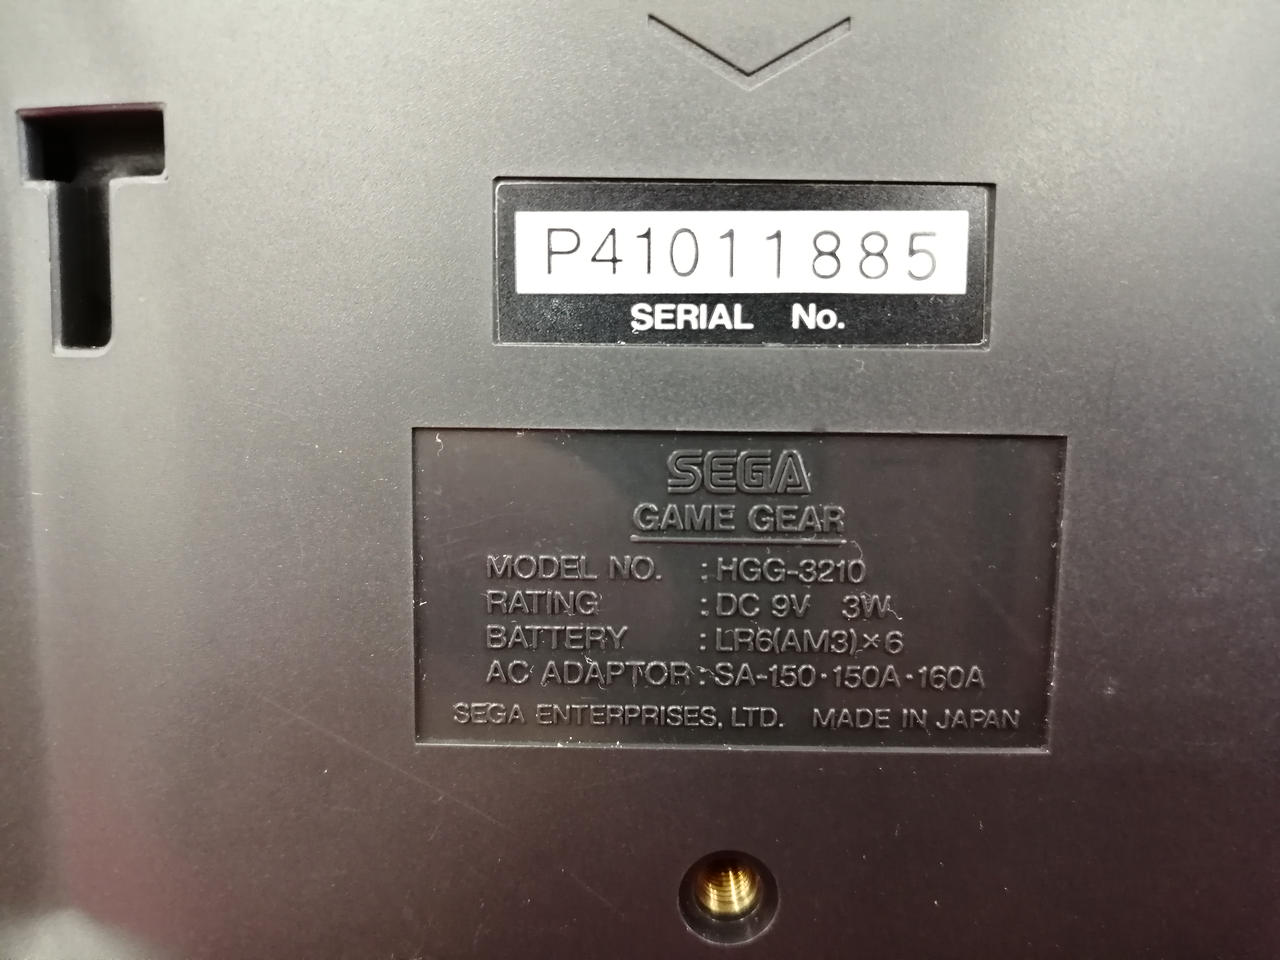 P41011885
SERIAL No.
SEGA
GAME GEAR
MODEL NO. : HGG-3210
RATING : DC 9V 3W
BATTERY : LR6(AM3)×6
AC ADAPTOR : SA-150·150A·160A
SEGA ENTERPRISES, LTD. MADE IN JAPAN